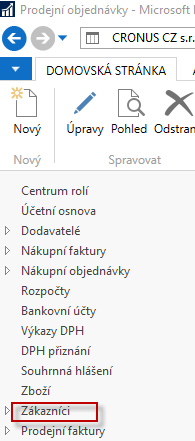 Prodejní objednávky - Microsoft
CRONUS CZ s.r.
DOMOVSKÁ STRÁNKA
Nový
Úpravy
Pohled
Odstran
Nový
Spravovat
Centrum rolí
Účetní osnova
Dodavatelé
Nákupní faktury
Nákupní objednávky
Rozpočty
Bankovní účty
Výkazy DPH
DPH přiznání
Souhrnná hlášení
Zboží
Zákazníci
Prodejní faktury